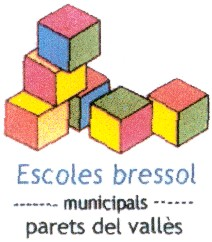 Escoles bressol
municipals
parets del vallès